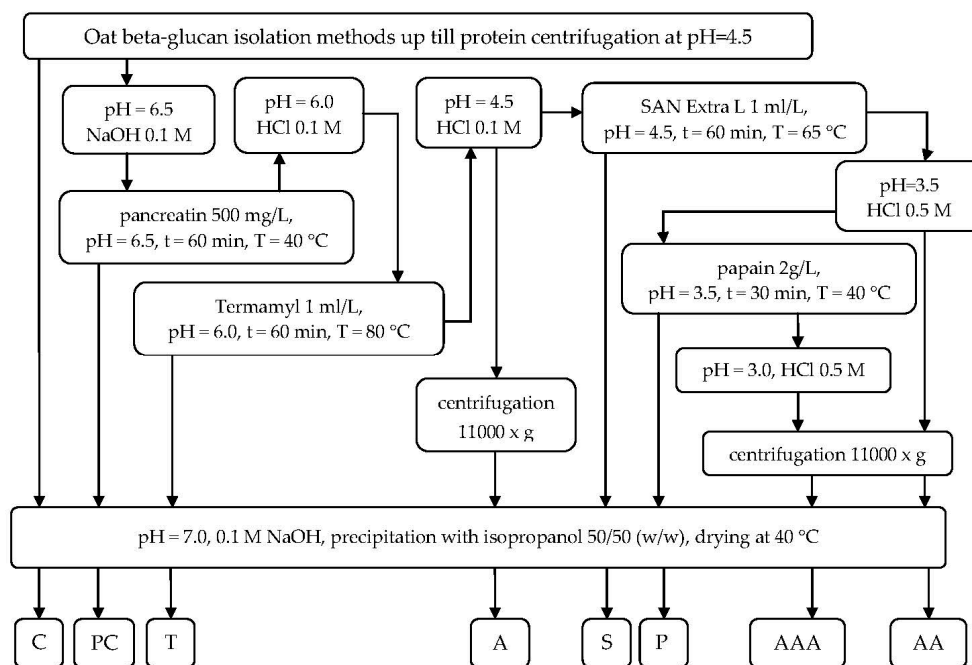 Oat beta-glucan isolation methods up till protein centrifugation at pH=4.5
pH = 6.5
NaOH 0.1 M
pH = 6.0
HCl 0.1 M
pH = 4.5
HCl 0.1 M
SAN Extra L 1 ml/L,
pH = 4.5, t = 60 min, T = 65 °C
pH=3.5
HCl 0.5 M
pancreatin 500 mg/L,
pH = 6.5, t = 60 min, T = 40 °C
papain 2g/L,
pH = 3.5, t = 30 min, T = 40 °C
Termamyl 1 ml/L,
pH = 6.0, t = 60 min, T = 80 °C
pH = 3.0, HCl 0.5 M
centrifugation
11000 x g
centrifugation 11000 x g
pH = 7.0, 0.1 M NaOH, precipitation with isopropanol 50/50 (w/w), drying at 40 °C
C PC T A S P AAA AA